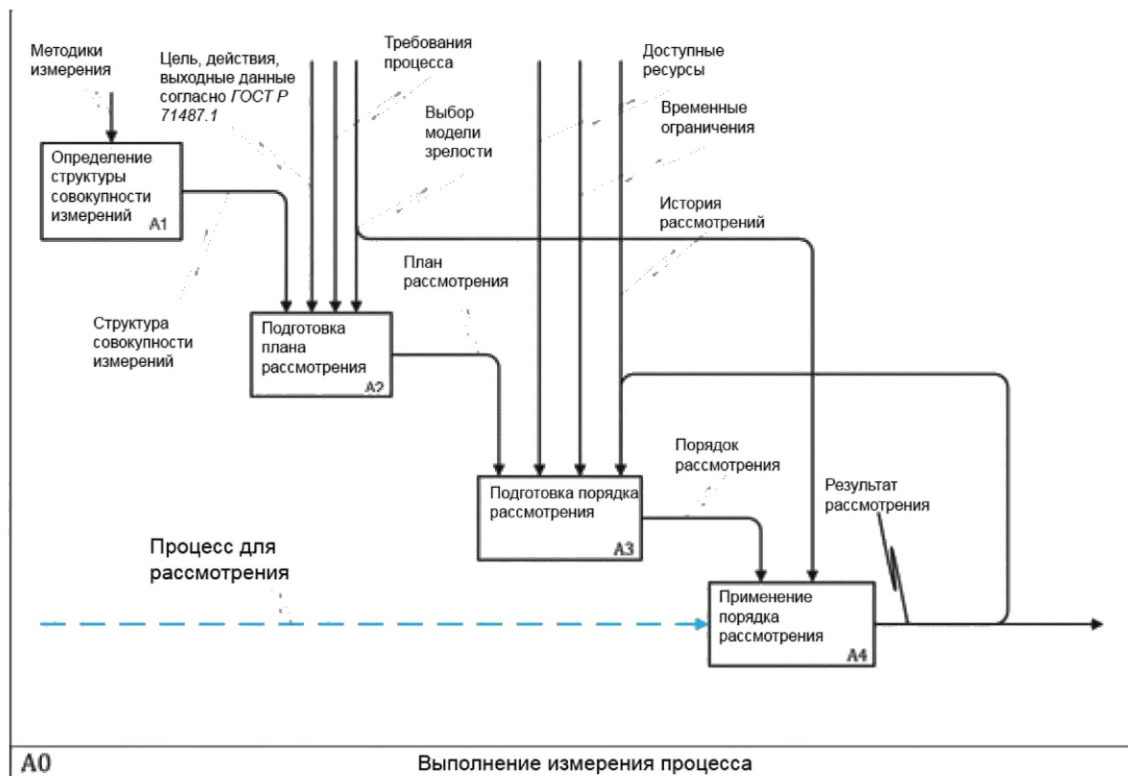 Методики
измерения
Цель, действия,
выходные данные
согласно ГОСТ Р
71487.1
Требования
процесса
Выбор
модели
зрелости
Доступные
ресурсы
Временные
ограничения
История
рассмотрений
Определение
структуры
совокупности
измерений
A1
Структура
совокупности
измерений
План
рассмотрения
Подготовка
плана
рассмотрения
A2
Порядок
рассмотрения
Подготовка порядка
рассмотрения
A3
Результат
рассмотрения
Процесс для
рассмотрения
Применение
порядка
рассмотрения
A4
A0
Выполнение измерения процесса